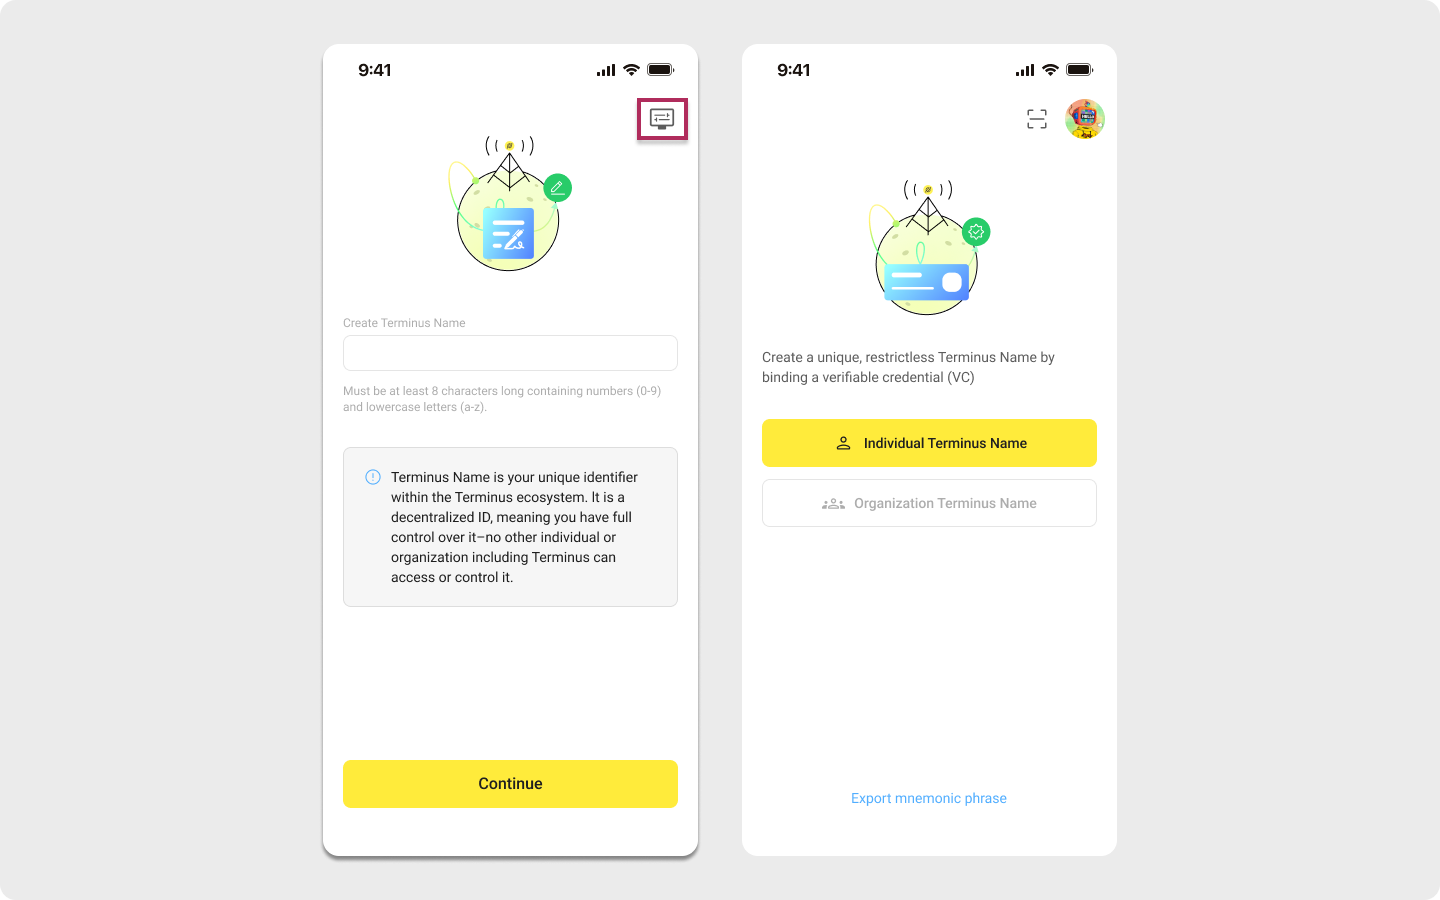 9:41
Create Terminus Name
Must be at least 8 characters long containing numbers (0-9)
and lowercase letters (a-z).
Terminus Name is your unique identifier
within the Terminus ecosystem. It is a
decentralized ID, meaning you have full
control over it–no other individual or
organization including Terminus can
access or control it.
Continue
9:41
Create a unique, restrictless Terminus Name by
binding a verifiable credential (VC)
Individual Terminus Name
Organization Terminus Name
Export mnemonic phrase